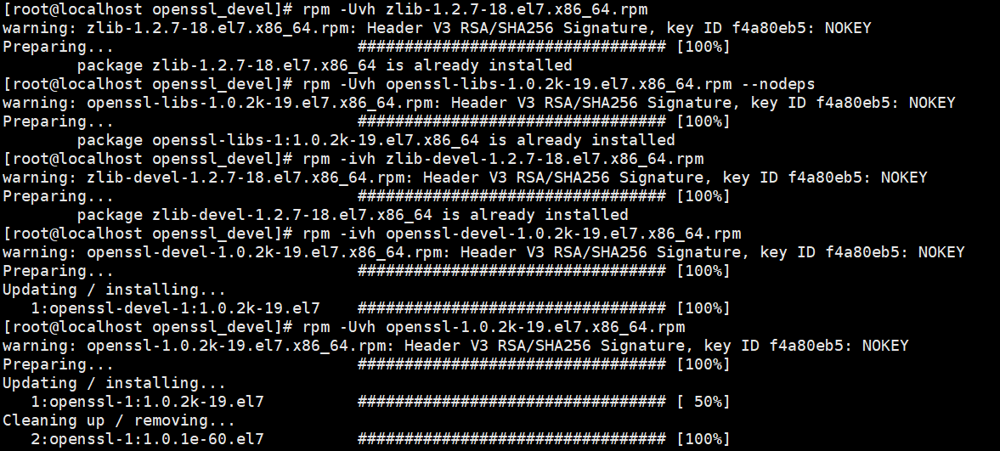 [root@localhost openssl_devel]# rpm -Uvh zlib-1.2.7-18.el7.x86_64.rpm
warning: zlib-1.2.7-18.el7.x86_64.rpm: Header V3 RSA/SHA256 Signature, key ID f4a80eb5: NOKEY
Preparing...                          ################################# [100%]
        package zlib-1.2.7-18.el7.x86_64 is already installed
[root@localhost openssl_devel]# rpm -Uvh openssl-libs-1.0.2k-19.el7.x86_64.rpm --nodeps
warning: openssl-libs-1.0.2k-19.el7.x86_64.rpm: Header V3 RSA/SHA256 Signature, key ID f4a80eb5: NOKEY
Preparing...                          ################################# [100%]
        package openssl-libs-1:1.0.2k-19.el7.x86_64 is already installed
[root@localhost openssl_devel]# rpm -ivh zlib-devel-1.2.7-18.el7.x86_64.rpm
warning: zlib-devel-1.2.7-18.el7.x86_64.rpm: Header V3 RSA/SHA256 Signature, key ID f4a80eb5: NOKEY
Preparing...                          ################################# [100%]
        package zlib-devel-1.2.7-18.el7.x86_64 is already installed
[root@localhost openssl_devel]# rpm -ivh openssl-devel-1.0.2k-19.el7.x86_64.rpm
warning: openssl-devel-1.0.2k-19.el7.x86_64.rpm: Header V3 RSA/SHA256 Signature, key ID f4a80eb5: NOKEY
Preparing...                          ################################# [100%]
Updating / installing...
   1:openssl-devel-1:1.0.2k-19.el7    ################################# [100%]
[root@localhost openssl_devel]# rpm -Uvh openssl-1.0.2k-19.el7.x86_64.rpm
warning: openssl-1.0.2k-19.el7.x86_64.rpm: Header V3 RSA/SHA256 Signature, key ID f4a80eb5: NOKEY
Preparing...                          ################################# [100%]
Updating / installing...
   1:openssl-1:1.0.2k-19.el7          ################################# [ 50%]
Cleaning up / removing...
   2:openssl-1:1.0.1e-60.el7          ################################# [100%]